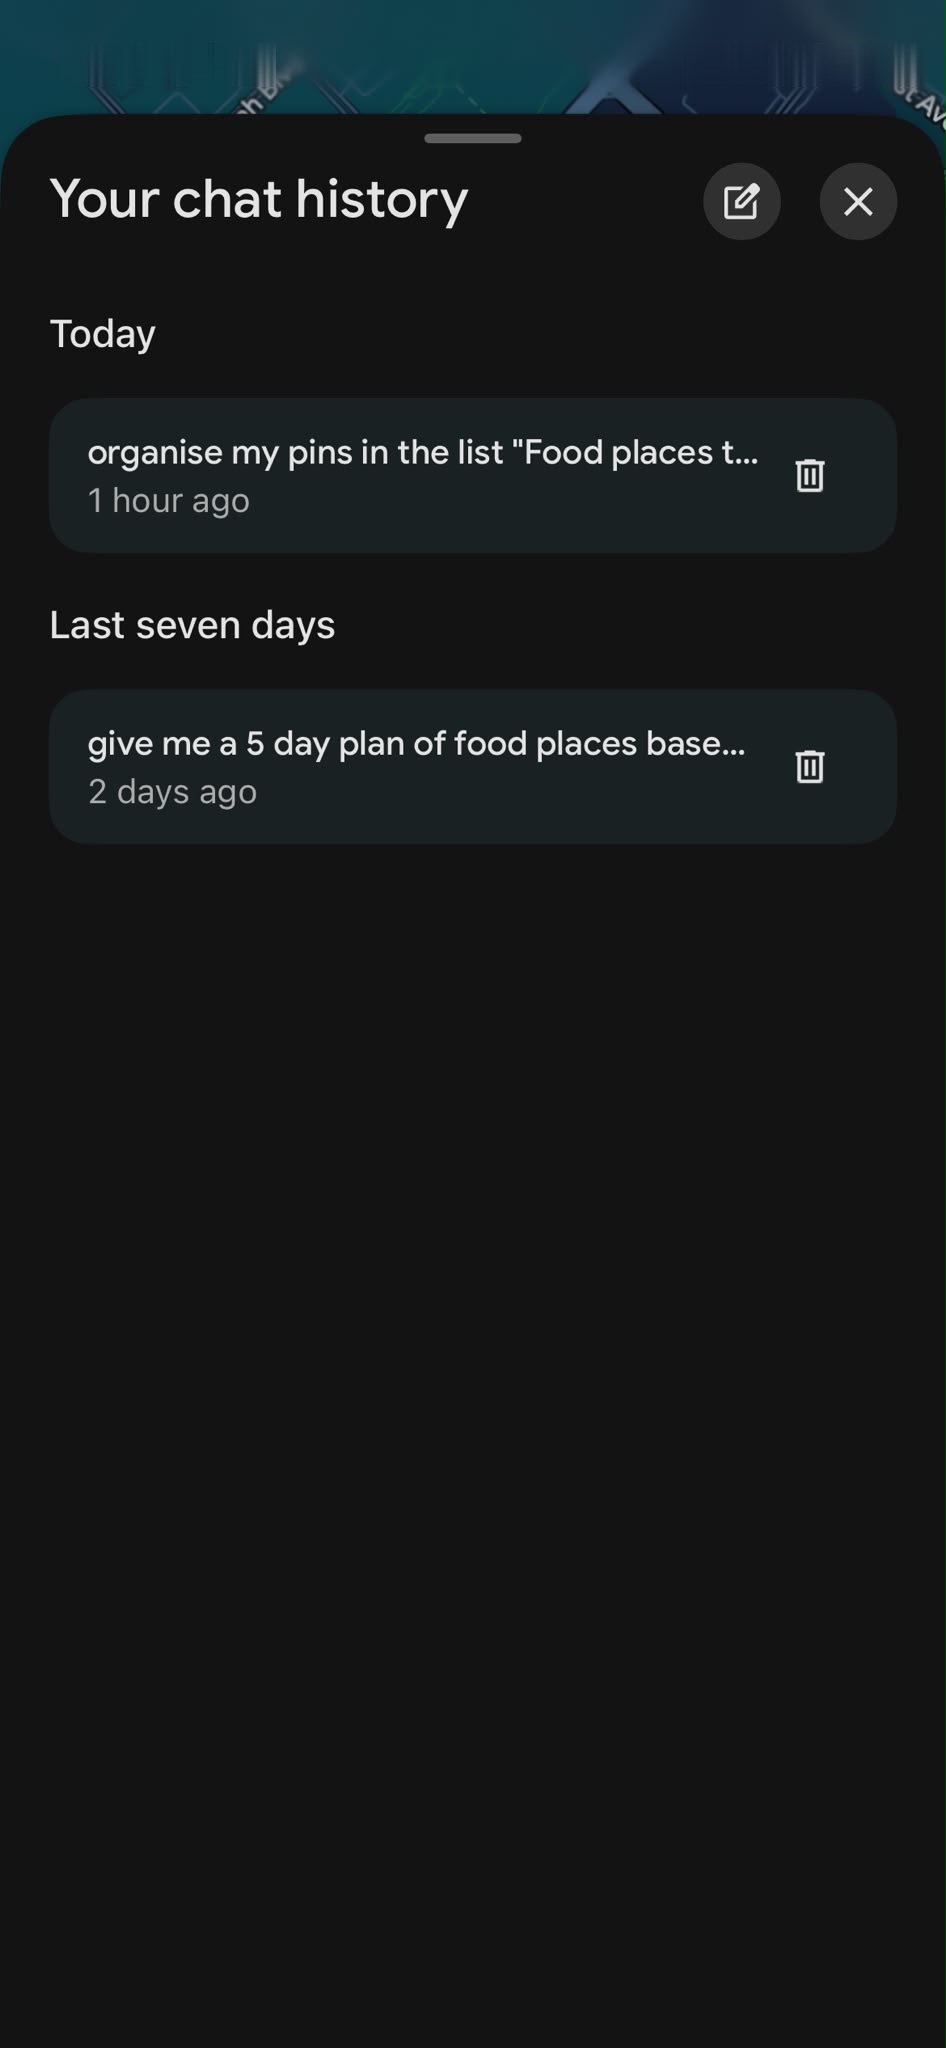 Your chat history
Today
organise my pins in the list "Food places t...
1 hour ago
Last seven days
give me a 5 day plan of food places base...
2 days ago